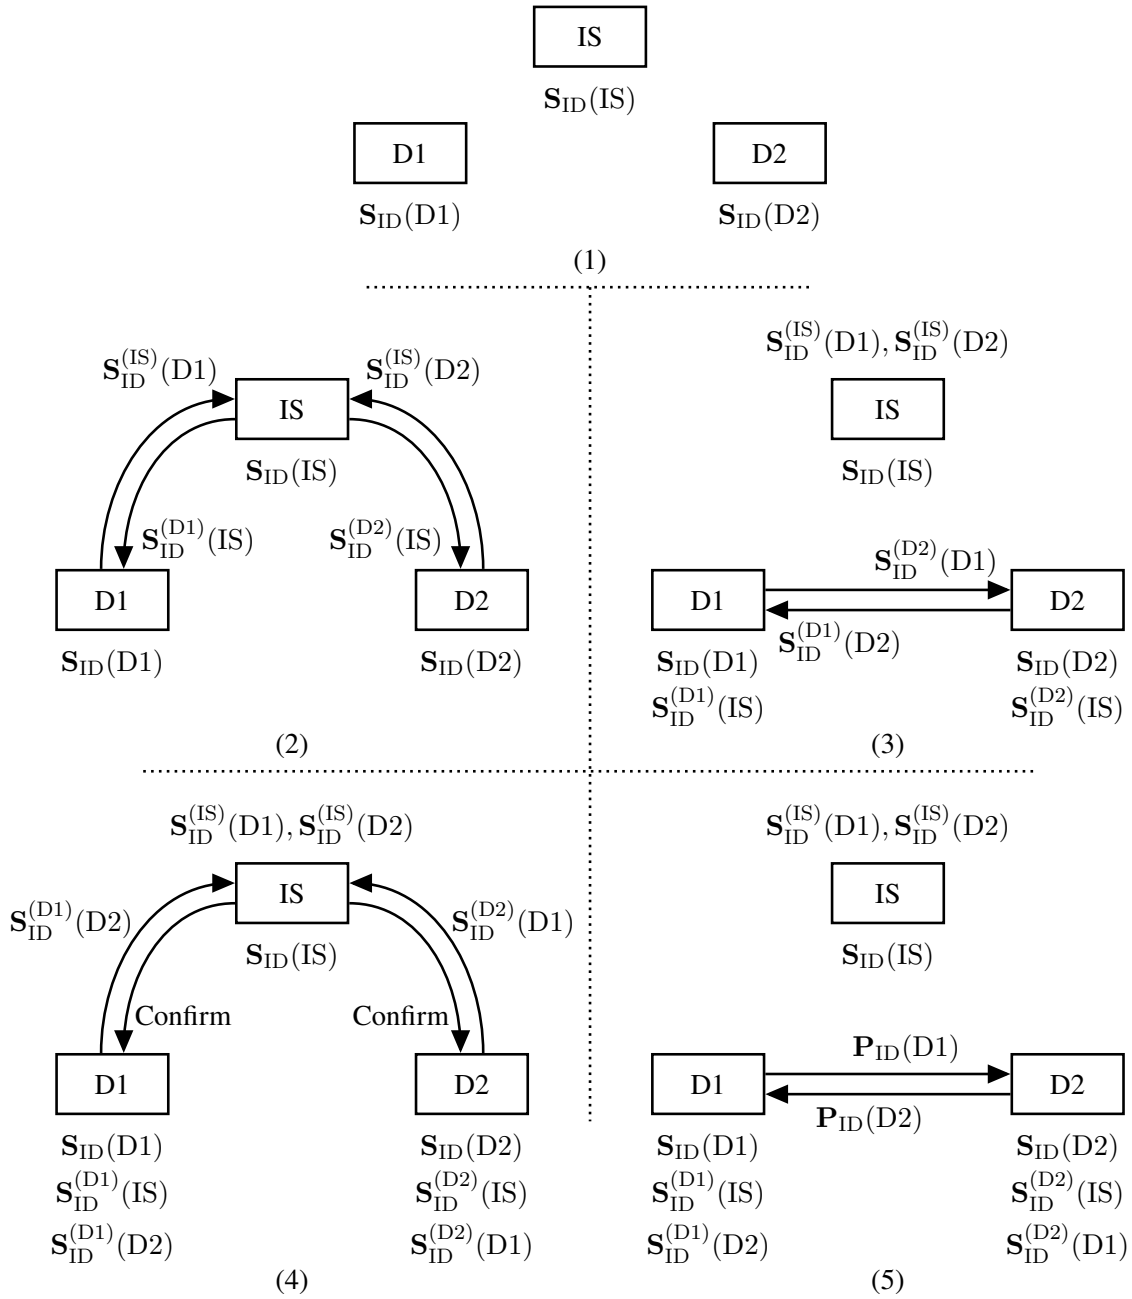 IS
S_ID(IS)
D1 D2
S_ID(D1) S_ID(D2)
(1)
S_ID^(IS)(D1) S_ID^(IS)(D2)
IS
S_ID(IS)
S_ID^(D1)(IS) S_ID^(D2)(IS)
D1 D2
S_ID(D1) S_ID(D2)
(2)
S_ID^(IS)(D1), S_ID^(IS)(D2)
IS
S_ID(IS)
S_ID^(D2)(D1)
D1 D2
S_ID^(D1)(D2)
S_ID(D1) S_ID(D2)
S_ID^(D1)(IS) S_ID^(D2)(IS)
(3)
S_ID^(IS)(D1), S_ID^(IS)(D2)
IS
S_ID^(D1)(D2) S_ID^(D2)(D1)
S_ID(IS)
Confirm Confirm
D1 D2
S_ID(D1) S_ID(D2)
S_ID^(D1)(IS) S_ID^(D2)(IS)
S_ID^(D1)(D2) S_ID^(D2)(D1)
(4)
S_ID^(IS)(D1), S_ID^(IS)(D2)
IS
S_ID(IS)
P_ID(D1)
D1 D2
P_ID(D2)
S_ID(D1) S_ID(D2)
S_ID^(D1)(IS) S_ID^(D2)(IS)
S_ID^(D1)(D2) S_ID^(D2)(D1)
(5)